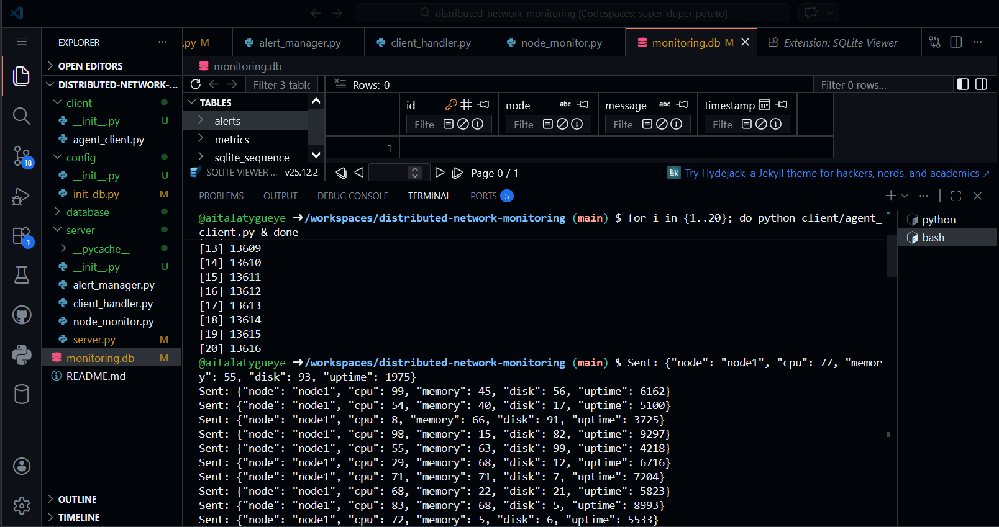 distributed-network-monitoring [Codespaces: super-duper potato]
EXPLORER
.py M
alert_manager.py
client_handler.py
node_monitor.py
monitoring.db M
Extension: SQLite Viewer
OPEN EDITORS
monitoring.db
DISTRIBUTED-NETWORK-...
Filter 3 table
Rows: 0
Filter 0 rows...
client
__init__.py U
agent_client.py
config
__init__.py U
init_db.py M
database
server
__pycache__
__init__.py U
alert_manager.py
client_handler.py
node_monitor.py
server.py M
monitoring.db M
README.md
OUTLINE
TIMELINE
18
1
TABLES
alerts
metrics
sqlite_sequence
id
node abc
message abc
timestamp
Filte
Filte
Filte
Filte
1
SQLITE VIEWER ... v25.12.2
Page 0 / 1
hy Try Hydejack, a Jekyll theme for hackers, nerds, and academics ↗
PROBLEMS OUTPUT DEBUG CONSOLE TERMINAL PORTS 5
python
bash
@aitalatygueye ➜/workspaces/distributed-network-monitoring (main) $ for i in {1..20}; do python client/agent_
client.py & done
[13] 13609
[14] 13610
[15] 13611
[16] 13612
[17] 13613
[18] 13614
[19] 13615
[20] 13616
@aitalatygueye ➜/workspaces/distributed-network-monitoring (main) $ Sent: {"node": "node1", "cpu": 77, "memor
y": 55, "disk": 93, "uptime": 1975}
Sent: {"node": "node1", "cpu": 99, "memory": 45, "disk": 56, "uptime": 6162}
Sent: {"node": "node1", "cpu": 54, "memory": 40, "disk": 17, "uptime": 5100}
Sent: {"node": "node1", "cpu": 8, "memory": 66, "disk": 91, "uptime": 3725}
Sent: {"node": "node1", "cpu": 98, "memory": 15, "disk": 82, "uptime": 9297}
Sent: {"node": "node1", "cpu": 55, "memory": 63, "disk": 99, "uptime": 4218}
Sent: {"node": "node1", "cpu": 29, "memory": 68, "disk": 12, "uptime": 6716}
Sent: {"node": "node1", "cpu": 71, "memory": 71, "disk": 7, "uptime": 7204}
Sent: {"node": "node1", "cpu": 68, "memory": 22, "disk": 21, "uptime": 5823}
Sent: {"node": "node1", "cpu": 83, "memory": 68, "disk": 5, "uptime": 8993}
Sent: {"node": "node1", "cpu": 72, "memory": 5, "disk": 6, "uptime": 5533}